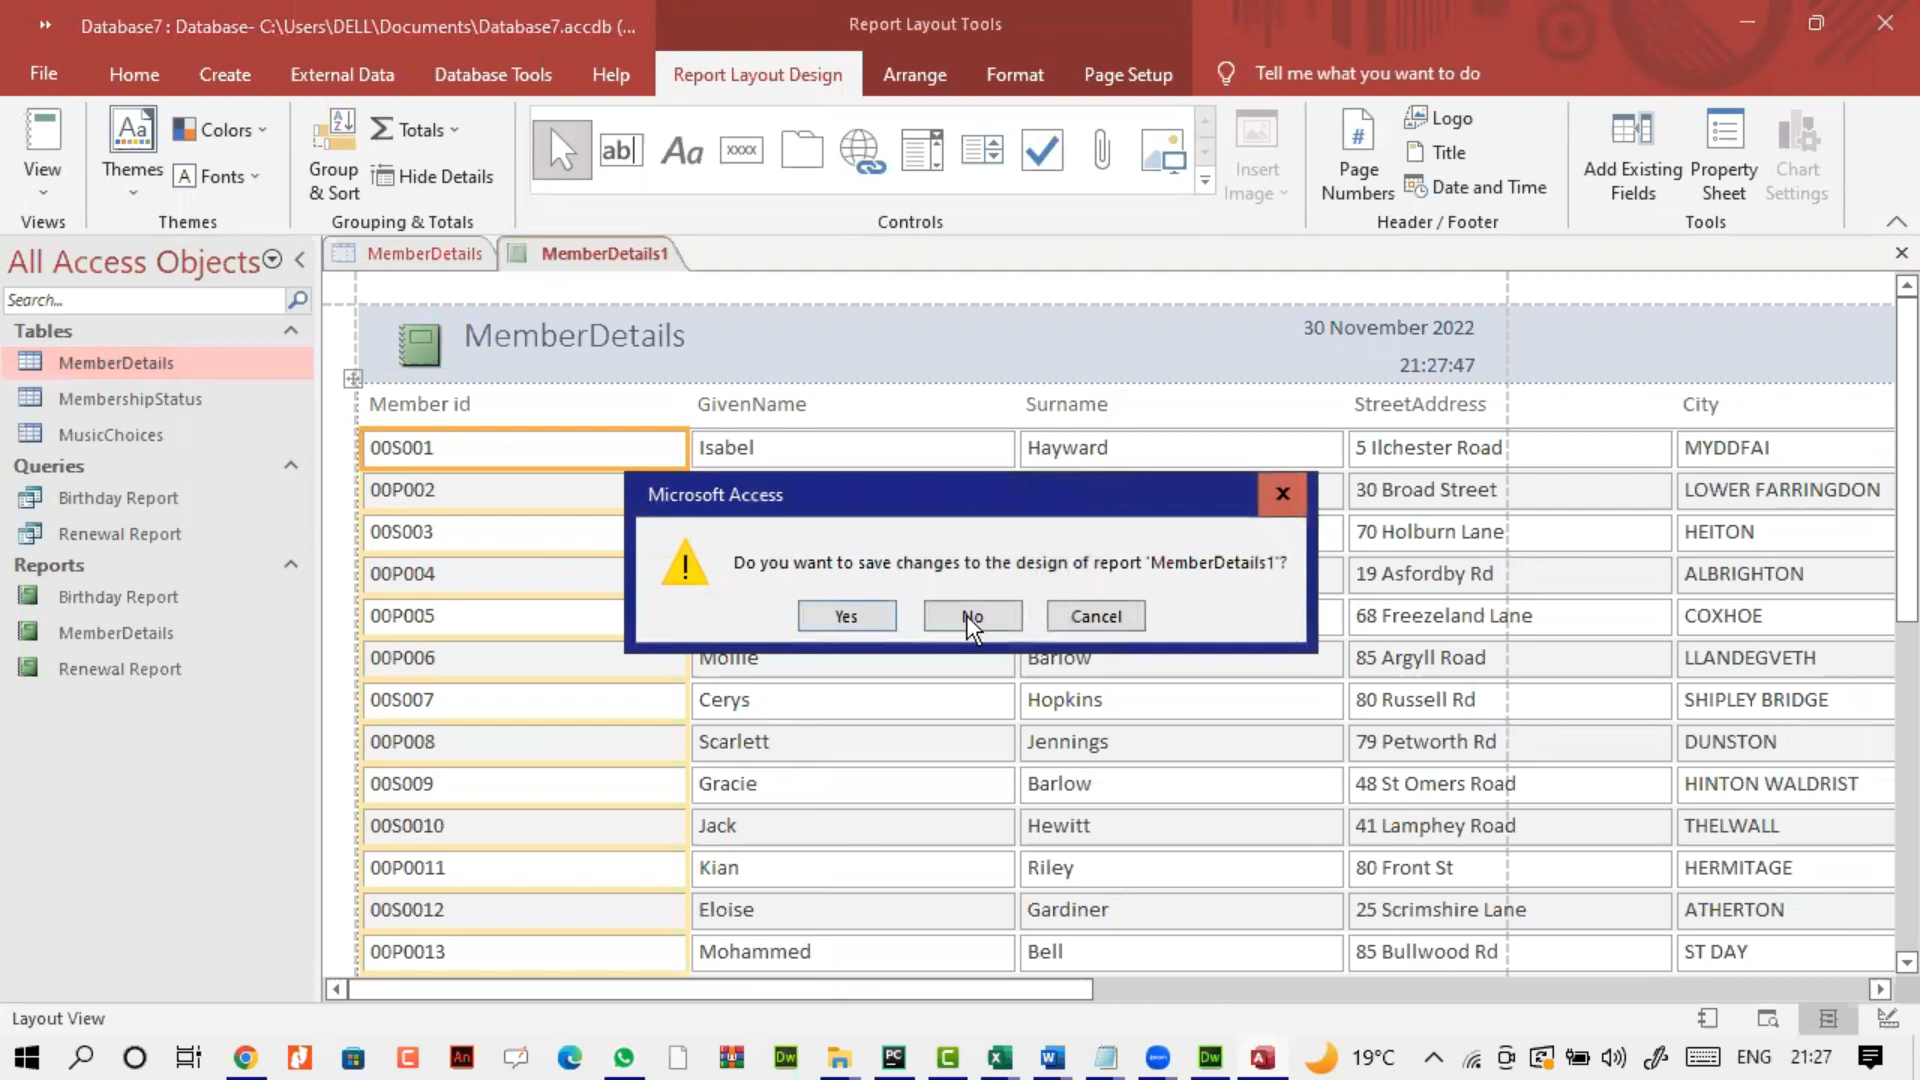 Database7 : Database- C:\Users\DELL\Documents\Database7.accdb (...
Report Layout Tools
File
Home
Create
External Data
Database Tools
Help
Report Layout Design
Arrange
Format
Page Setup
Tell me what you want to do
View
Views
Aa
Themes
Colors
A Fonts
Themes
A
Z
Group
& Sort
Totals
Hide Details
Grouping & Totals
ab
Aa
xxxx
Controls
Insert
Image
#
Page
Numbers
Logo
Title
Date and Time
Header / Footer
Add Existing
Fields
Property
Sheet
Chart
Settings
Tools
All Access Objects
Search...
Tables
MemberDetails
MembershipStatus
MusicChoices
Queries
Birthday Report
Renewal Report
Reports
Birthday Report
MemberDetails
Renewal Report
MemberDetails
MemberDetails1
MemberDetails
30 November 2022
21:27:47
Member id GivenName Surname StreetAddress City
00S001 Isabel Hayward 5 Ilchester Road MYDDFAI
00P002 30 Broad Street LOWER FARRINGDON
00S003 70 Holburn Lane HEITON
00P004 19 Asfordby Rd ALBRIGHTON
00P005 68 Freezeland Lane COXHOE
00P006 Mollie Barlow 85 Argyll Road LLANDEGVETH
00S007 Cerys Hopkins 80 Russell Rd SHIPLEY BRIDGE
00P008 Scarlett Jennings 79 Petworth Rd DUNSTON
00S009 Gracie Barlow 48 St Omers Road HINTON WALDRIST
00S0010 Jack Hewitt 41 Lamphey Road THELWALL
00P0011 Kian Riley 80 Front St HERMITAGE
00S0012 Eloise Gardiner 25 Scrimshire Lane ATHERTON
00P0013 Mohammed Bell 85 Bullwood Rd ST DAY
Microsoft Access
Do you want to save changes to the design of report 'MemberDetails1'?
Yes
No
Cancel
Layout View
An
Dw
PC
C
X
W
Dw
A
19°C
ENG
21:27